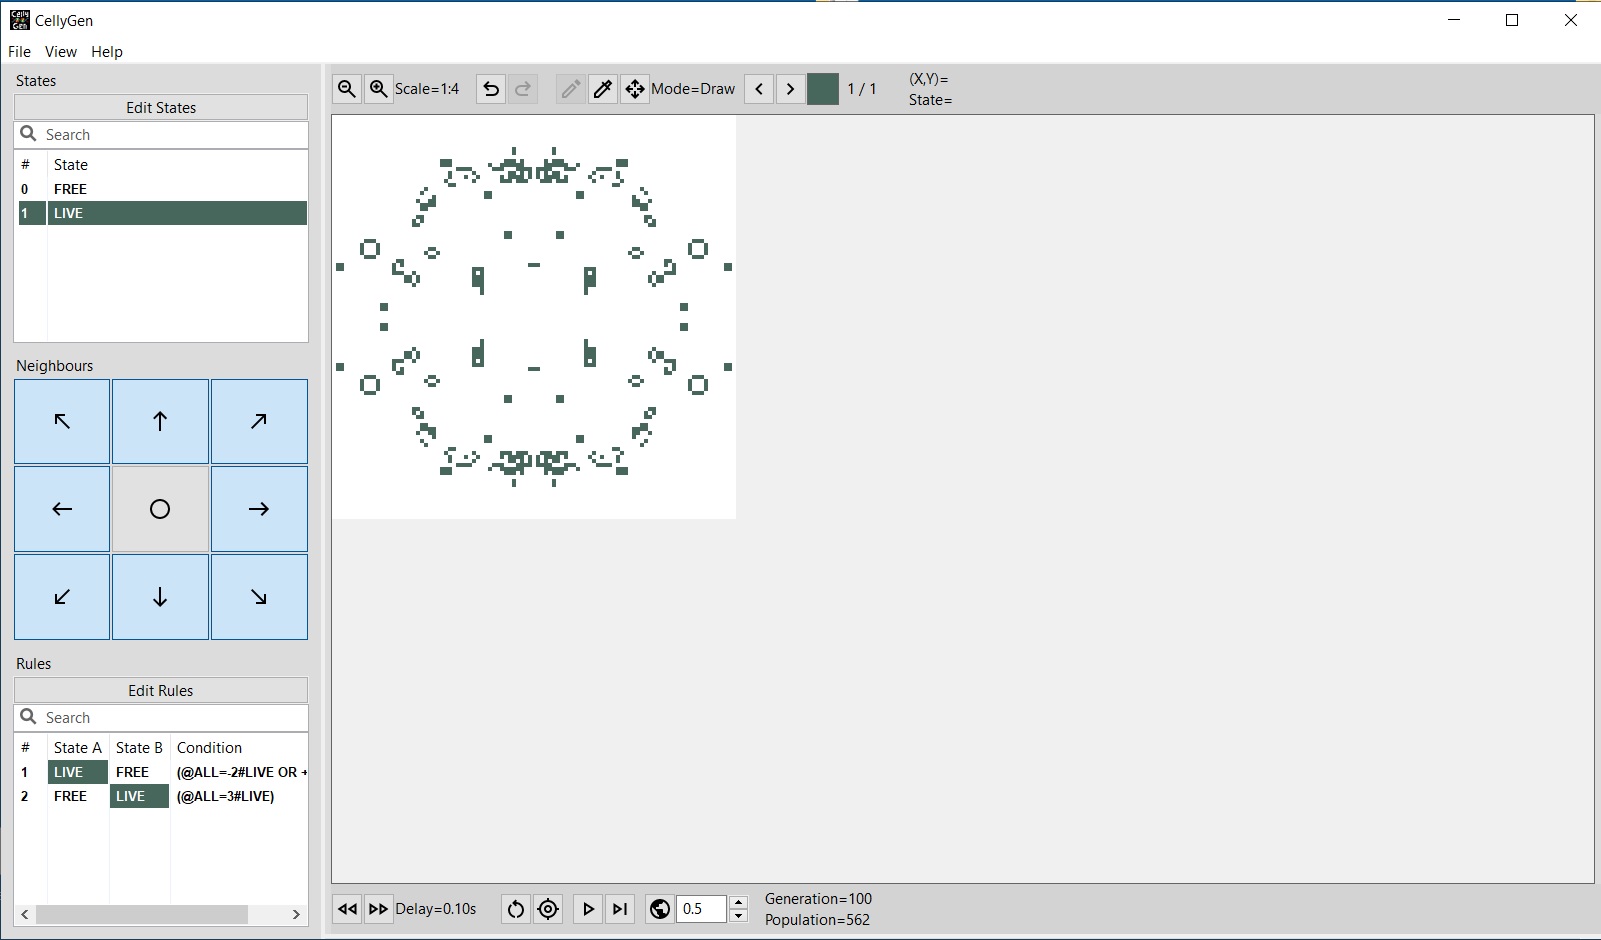 CellyGen
File View Help
States
Edit States
Search
# State
0 FREE
1 LIVE
Neighbours
Rules
Edit Rules
Search
# State A State B Condition
1 LIVE FREE (@ALL=-2#LIVE OR +
2 FREE LIVE (@ALL=3#LIVE)
Scale=1:4
Mode=Draw
1 / 1
(X,Y)=
State=
Delay=0.10s
0.5
Generation=100
Population=562